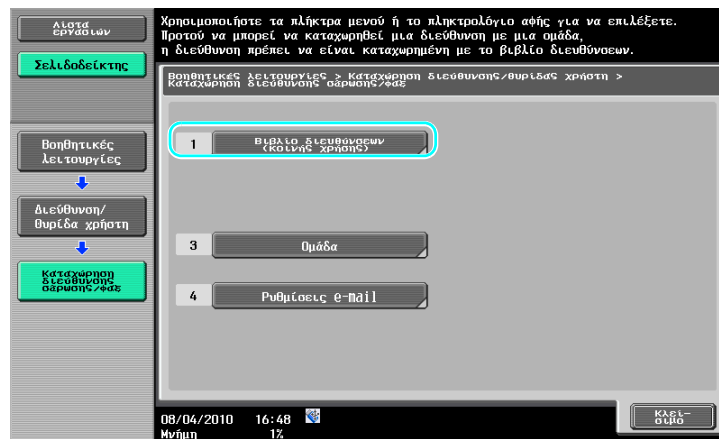 Λίστα
εργασιών
Χρησιμοποιήστε τα πλήκτρα μενού ή το πληκτρολόγιο αφής για να επιλέξετε.
Προτού να μπορεί να καταχωρηθεί μια διεύθυνση με μια ομάδα,
η διεύθυνση πρέπει να είναι καταχωρημένη με το βιβλίο διευθύνσεων.
Σελιδοδείκτης
Βοηθητικές λειτουργίες > Καταχώρηση διεύθυνσης/θυρίδας χρήστη >
Καταχώρηση διεύθυνσης σάρωσης/φαξ
1 Βιβλίο διευθύνσεων
(κοινής χρήσης)
Βοηθητικές
λειτουργίες
Διεύθυνση/
θυρίδα χρήστη
3 Ομάδα
Καταχώρηση
διεύθυνσης
σάρωσης/φαξ
4 Ρυθμίσεις e-mail
08/04/2010 16:48
Μνήμη 1%
Κλεί-
σιμο